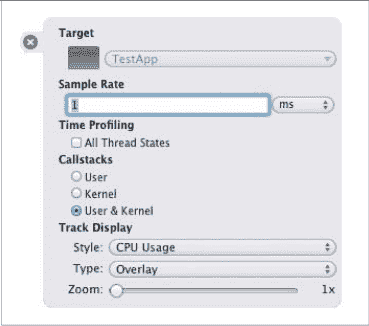 Target
TestApp
Sample Rate
1 ms
Time Profiling
All Thread States
Callstacks
User
Kernel
User & Kernel
Track Display
Style: CPU Usage
Type: Overlay
Zoom: 1x